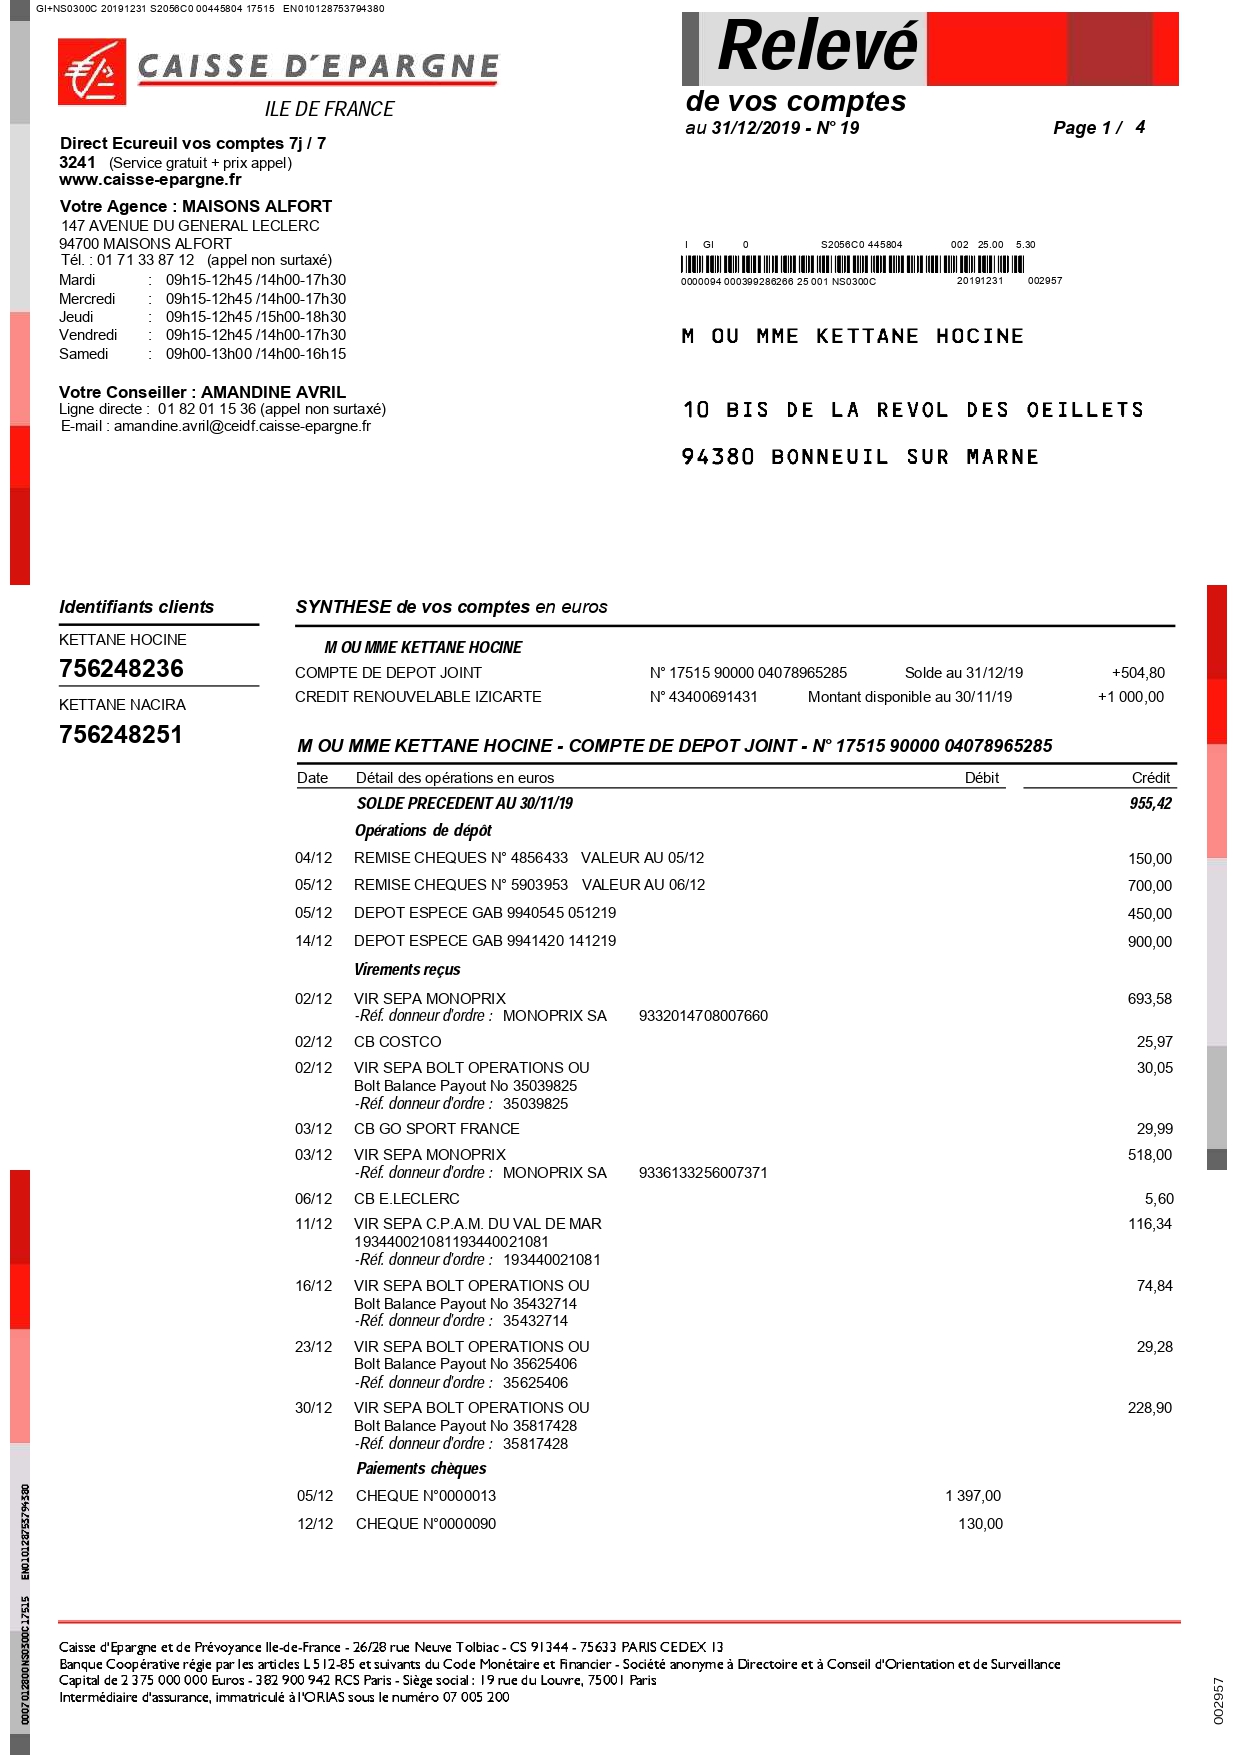 GI+NS0300C 20191231 S2056C0 00445804 17515 EN010128753794380
CAISSE D'EPARGNE
ILE DE FRANCE
Relevé
de vos comptes
au 31/12/2019 - N° 19 Page 1 / 4
Direct Ecureuil vos comptes 7j / 7
3241 (Service gratuit + prix appel)
www.caisse-epargne.fr
Votre Agence : MAISONS ALFORT
147 AVENUE DU GENERAL LECLERC
94700 MAISONS ALFORT
Tél. : 01 71 33 87 12 (appel non surtaxé)
Mardi : 09h15-12h45 /14h00-17h30
Mercredi : 09h15-12h45 /14h00-17h30
Jeudi : 09h15-12h45 /15h00-18h30
Vendredi : 09h15-12h45 /14h00-17h30
Samedi : 09h00-13h00 /14h00-16h15
Votre Conseiller : AMANDINE AVRIL
Ligne directe : 01 82 01 15 36 (appel non surtaxé)
E-mail : amandine.avril@ceidf.caisse-epargne.fr
I GI 0 S2056C0 445804 002 25.00 5.30
0000094 000399286266 25 001 NS0300C 20191231 002957
M OU MME KETTANE HOCINE
10 BIS DE LA REVOL DES OEILLETS
94380 BONNEUIL SUR MARNE
Identifiants clients
KETTANE HOCINE
756248236
KETTANE NACIRA
756248251
SYNTHESE de vos comptes en euros
M OU MME KETTANE HOCINE
COMPTE DE DEPOT JOINT N° 17515 90000 04078965285 Solde au 31/12/19 +504,80
CREDIT RENOUVELABLE IZICARTE N° 43400691431 Montant disponible au 30/11/19 +1 000,00
M OU MME KETTANE HOCINE - COMPTE DE DEPOT JOINT - N° 17515 90000 04078965285
Date Détail des opérations en euros Débit Crédit
SOLDE PRECEDENT AU 30/11/19 955,42
Opérations de dépôt
04/12 REMISE CHEQUES N° 4856433 VALEUR AU 05/12 150,00
05/12 REMISE CHEQUES N° 5903953 VALEUR AU 06/12 700,00
05/12 DEPOT ESPECE GAB 9940545 051219 450,00
14/12 DEPOT ESPECE GAB 9941420 141219 900,00
Virements reçus
02/12 VIR SEPA MONOPRIX 693,58
-Réf. donneur d'ordre : MONOPRIX SA 9332014708007660
02/12 CB COSTCO 25,97
02/12 VIR SEPA BOLT OPERATIONS OU 30,05
Bolt Balance Payout No 35039825
-Réf. donneur d'ordre : 35039825
03/12 CB GO SPORT FRANCE 29,99
03/12 VIR SEPA MONOPRIX 518,00
-Réf. donneur d'ordre : MONOPRIX SA 9336133256007371
06/12 CB E.LECLERC 5,60
11/12 VIR SEPA C.P.A.M. DU VAL DE MAR 116,34
193440021081193440021081
-Réf. donneur d'ordre : 193440021081
16/12 VIR SEPA BOLT OPERATIONS OU 74,84
Bolt Balance Payout No 35432714
-Réf. donneur d'ordre : 35432714
23/12 VIR SEPA BOLT OPERATIONS OU 29,28
Bolt Balance Payout No 35625406
-Réf. donneur d'ordre : 35625406
30/12 VIR SEPA BOLT OPERATIONS OU 228,90
Bolt Balance Payout No 35817428
-Réf. donneur d'ordre : 35817428
Paiements chèques
05/12 CHEQUE N°0000013 1 397,00
12/12 CHEQUE N°0000090 130,00
Caisse d'Epargne et de Prévoyance Ile-de-France - 26/28 rue Neuve Tolbiac - CS 91344 - 75633 PARIS CEDEX 13
Banque Coopérative régie par les articles L 512-85 et suivants du Code Monétaire et Financier - Société anonyme à Directoire et à Conseil d'Orientation et de Surveillance
Capital de 2 375 000 000 Euros - 382 900 942 RCS Paris - Siège social : 19 rue du Louvre, 75001 Paris
Intermédiaire d'assurance, immatriculé à l'ORIAS sous le numéro 07 005 200
0007012800NS0300C17515 EN010128753794380
002957